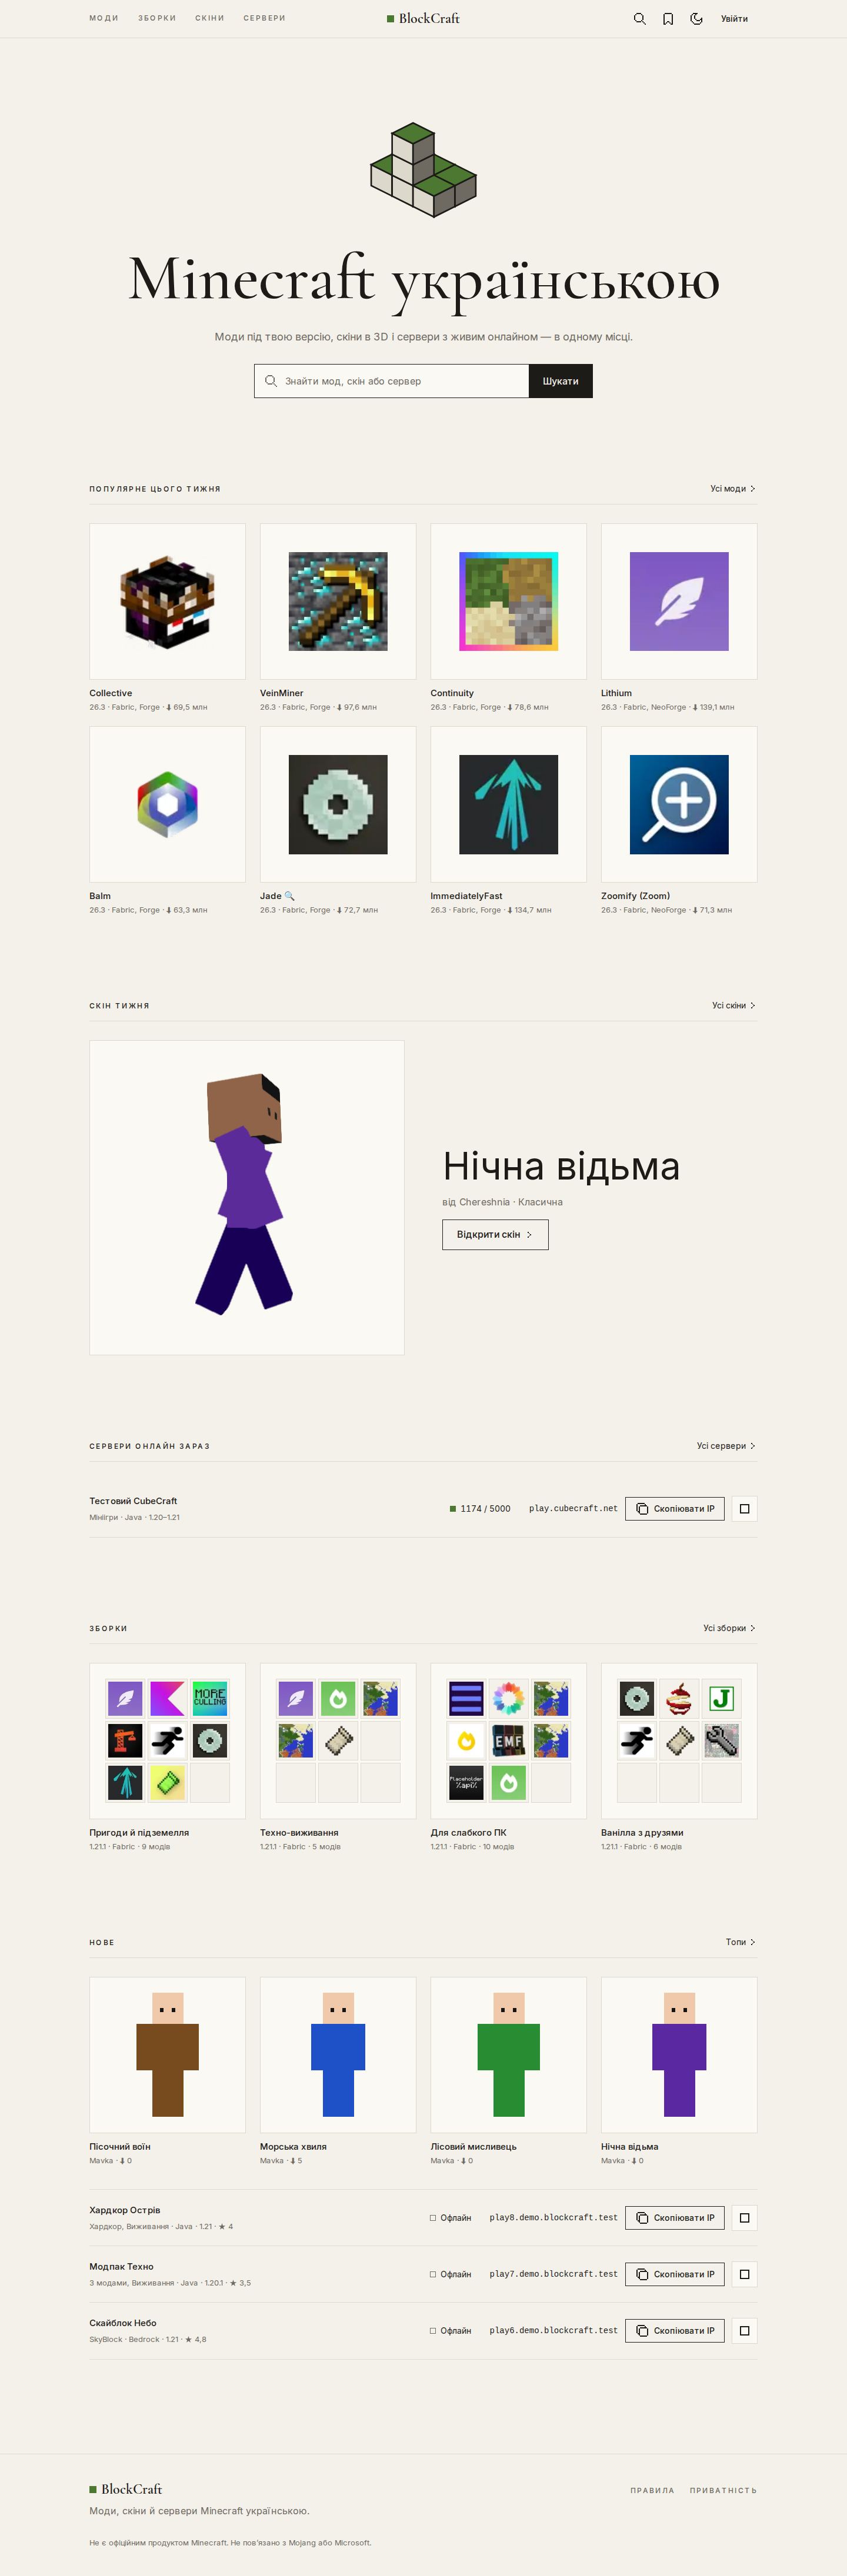 МОДИ ЗБОРКИ СКІНИ СЕРВЕРИ BlockCraft Увійти
Minecraft українською
Моди під твою версію, скіни в 3D і сервери з живим онлайном — в одному місці.
Знайти мод, скін або сервер Шукати
ПОПУЛЯРНЕ ЦЬОГО ТИЖНЯ Усі моди
Collective VeinMiner Continuity Lithium
26.3 · Fabric, Forge · 69,5 млн 26.3 · Fabric, Forge · 97,6 млн 26.3 · Fabric, Forge · 78,6 млн 26.3 · Fabric, NeoForge · 139,1 млн
Balm Jade 🔍 ImmediatelyFast Zoomify (Zoom)
26.3 · Fabric, Forge · 63,3 млн 26.3 · Fabric, Forge · 72,7 млн 26.3 · Fabric, Forge · 134,7 млн 26.3 · Fabric, NeoForge · 71,3 млн
СКІН ТИЖНЯ Усі скіни
Нічна відьма
від Chereshnia · Класична
Відкрити скін
СЕРВЕРИ ОНЛАЙН ЗАРАЗ Усі сервери
Тестовий CubeCraft
Мініігри · Java · 1.20–1.21
1174 / 5000 play.cubecraft.net Скопіювати IP
ЗБОРКИ Усі зборки
MORE
CULLING
EMF
J
Placeholder
%api%
Пригоди й підземелля Техно-виживання Для слабкого ПК Ванілла з друзями
1.21.1 · Fabric · 9 модів 1.21.1 · Fabric · 5 модів 1.21.1 · Fabric · 10 модів 1.21.1 · Fabric · 6 модів
НОВЕ Топи
Пісочний воїн Морська хвиля Лісовий мисливець Нічна відьма
Mavka · 0 Mavka · 5 Mavka · 0 Mavka · 0
Хардкор Острів
Хардкор, Виживання · Java · 1.21 · ★ 4
Офлайн play8.demo.blockcraft.test Скопіювати IP
Модпак Техно
З модами, Виживання · Java · 1.20.1 · ★ 3,5
Офлайн play7.demo.blockcraft.test Скопіювати IP
Скайблок Небо
SkyBlock · Bedrock · 1.21 · ★ 4,8
Офлайн play6.demo.blockcraft.test Скопіювати IP
BlockCraft ПРАВИЛА ПРИВАТНІСТЬ
Моди, скіни й сервери Minecraft українською.
Не є офіційним продуктом Minecraft. Не пов'язано з Mojang або Microsoft.